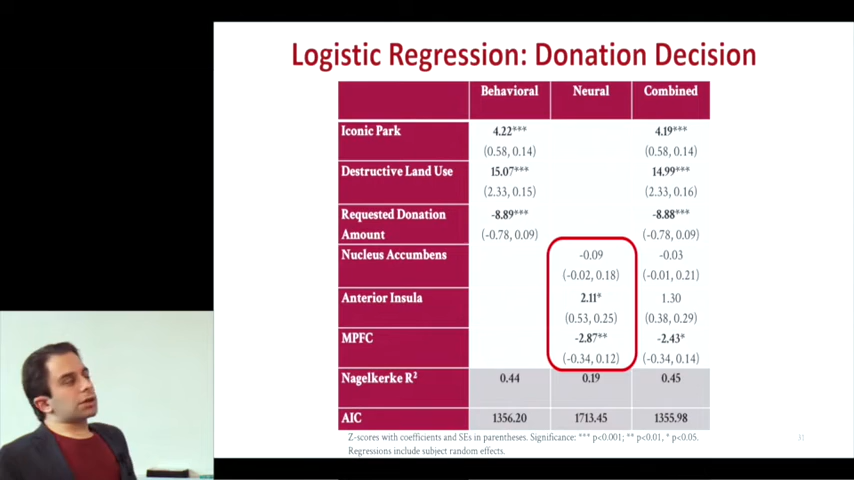 Logistic Regression: Donation Decision
Behavioral Neural Combined
Iconic Park 4.22*** 4.19***
(0.58, 0.14) (0.58, 0.14)
Destructive Land Use 15.07*** 14.99***
(2.33, 0.15) (2.33, 0.16)
Requested Donation -8.89*** -8.88***
Amount (-0.78, 0.09) (-0.78, 0.09)
Nucleus Accumbens -0.09 -0.03
(-0.02, 0.18) (-0.01, 0.21)
Anterior Insula 2.11* 1.30
(0.53, 0.25) (0.38, 0.29)
MPFC -2.87** -2.43*
(-0.34, 0.12) (-0.34, 0.14)
Nagelkerke R² 0.44 0.19 0.45
AIC 1356.20 1713.45 1355.98
Z-scores with coefficients and SEs in parentheses. Significance: *** p<0.001; ** p<0.01, * p<0.05.
Regressions include subject random effects.
31